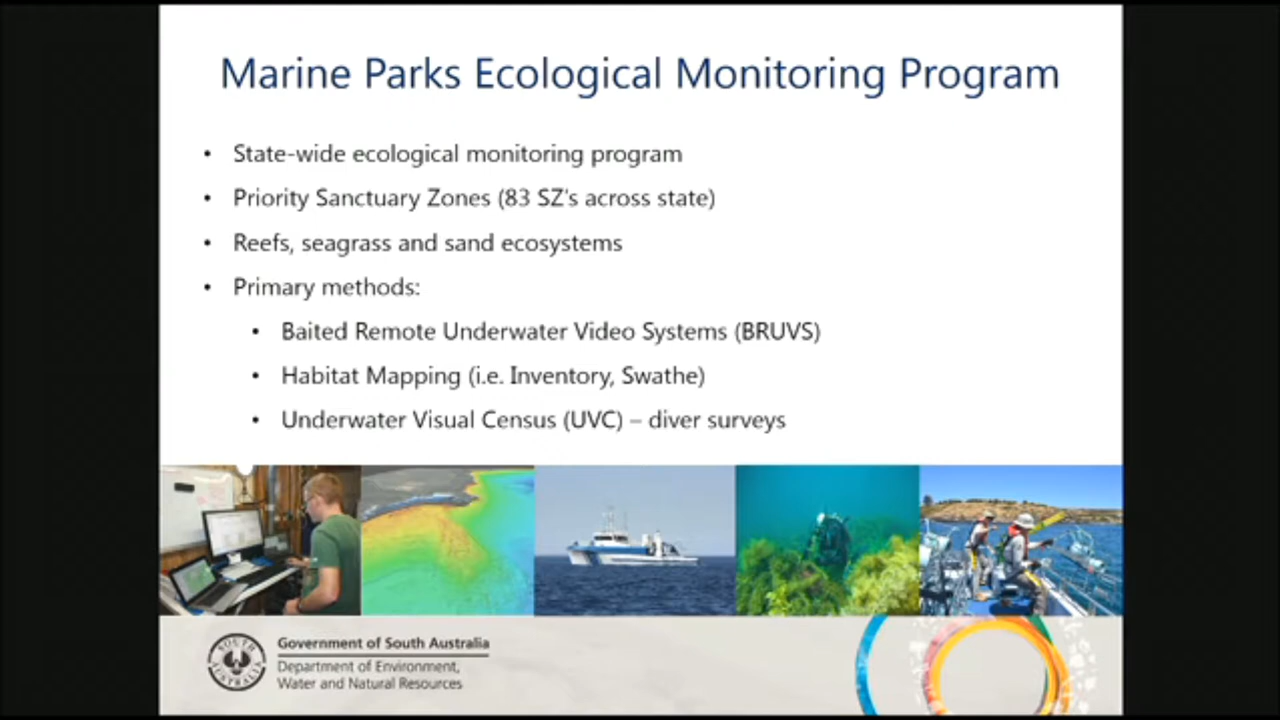 Marine Parks Ecological Monitoring Program
• State-wide ecological monitoring program
• Priority Sanctuary Zones (83 SZ's across state)
• Reefs, seagrass and sand ecosystems
• Primary methods:
• Baited Remote Underwater Video Systems (BRUVS)
• Habitat Mapping (i.e. Inventory, Swathe)
• Underwater Visual Census (UVC) – diver surveys
SOUTH AUSTRALIA
Government of South Australia
Department of Environment,
Water and Natural Resources